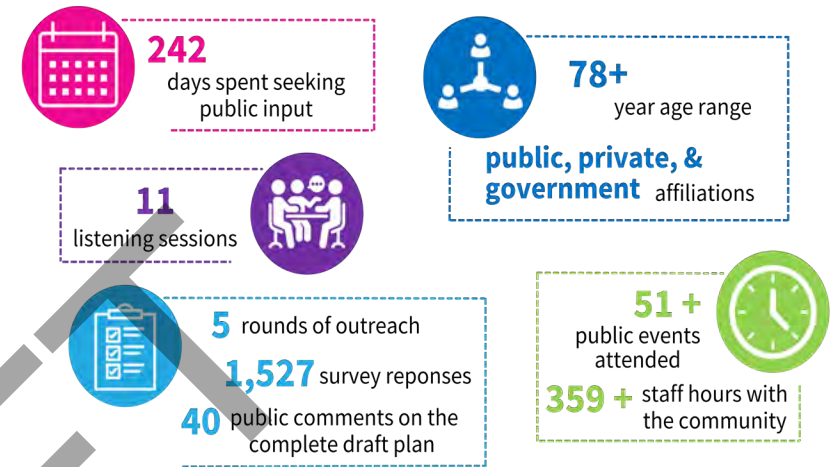 242
days spent seeking
public input
78+
year age range
public, private, &
government affiliations
11
listening sessions
5 rounds of outreach
1,527 survey reponses
40 public comments on the
complete draft plan
51 +
public events
attended
359 + staff hours with
the community